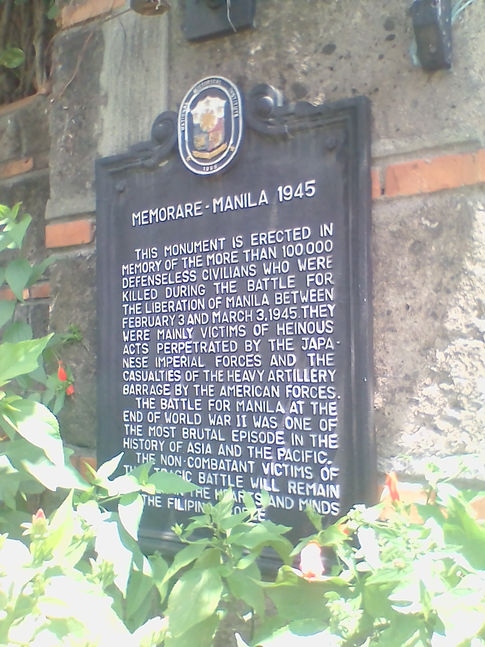 MEMORARE - MANILA 1945
THIS MONUMENT IS ERECTED IN
MEMORY OF THE MORE THAN 100 000
DEFENSELESS CIVILIANS WHO WERE
KILLED DURING THE BATTLE FOR
THE LIBERATION OF MANILA BETWEEN
FEBRUARY 3 AND MARCH 3, 1945. THEY
WERE MAINLY VICTIMS OF HEINOUS
ACTS PERPETRATED BY THE JAPA-
NESE IMPERIAL FORCES AND THE
CASUALTIES OF THE HEAVY ARTILLERY
BARRAGE BY THE AMERICAN FORCES.
THE BATTLE FOR MANILA AT THE
END OF WORLD WAR II WAS ONE OF
THE MOST BRUTAL EPISODE IN THE
HISTORY OF ASIA AND THE PACIFIC.
THE NON-COMBATANT VICTIMS OF
BATTLE WILL REMAIN
THE HEARTS AND MINDS
THE FILIPINO